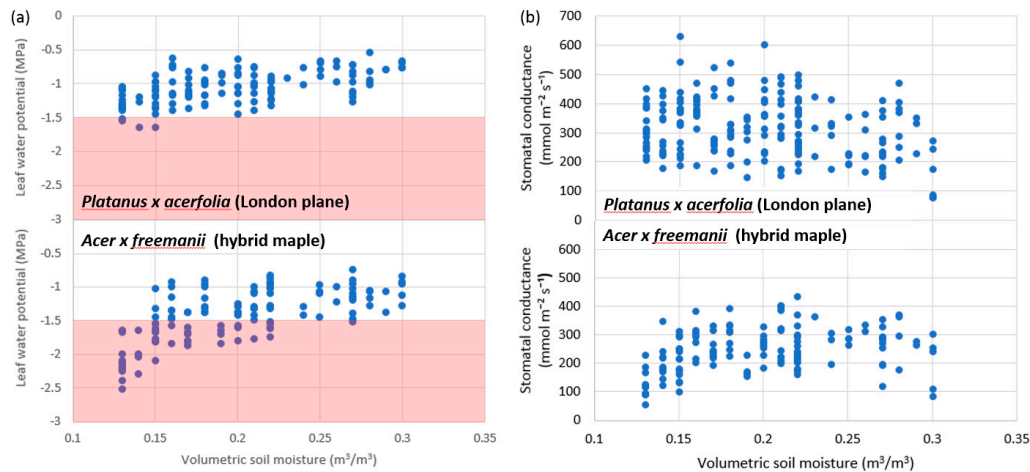 (a)
Leaf water potential (MPa)
0
-0.5
-1
-1.5
-2
-2.5
-3
Platanus x acerfolia (London plane)
Acer x freemanii (hybrid maple)
Leaf water potential (MPa)
-0.5
-1
-1.5
-2
-2.5
-3
0.1 0.15 0.2 0.25 0.3 0.35
Volumetric soil moisture (m³/m³)
(b)
Stomatal conductance
(mmol m⁻² s⁻¹)
700
600
500
400
300
200
100
0
Platanus x acerfolia (London plane)
Acer x freemanii (hybrid maple)
Stomatal conductance
(mmol m⁻² s⁻¹)
600
500
400
300
200
100
0
0.1 0.15 0.2 0.25 0.3 0.35
Volumetric soil moisture (m³/m³)